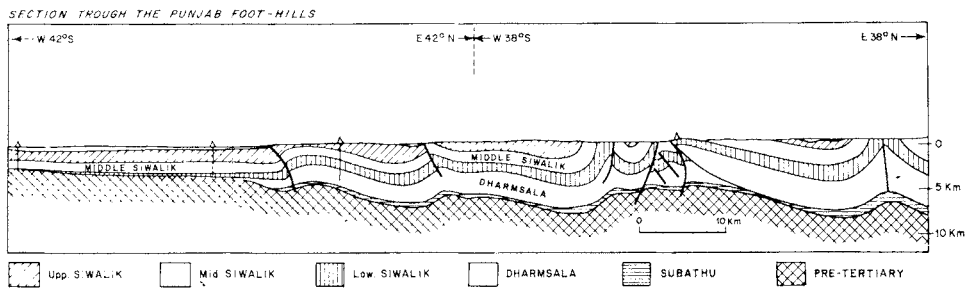 SECTION TROUGH THE PUNJAB FOOT-HILLS
W 42°S E 42°N W 38°S E 38°N
0
MIDDLE SIWALIK MIDDLE SIWALIK
DHARMSALA 5 Km
0 10 Km
10 Km
Upp. SIWALIK Mid SIWALIK Low. SIWALIK DHARMSALA SUBATHU PRE-TERTIARY